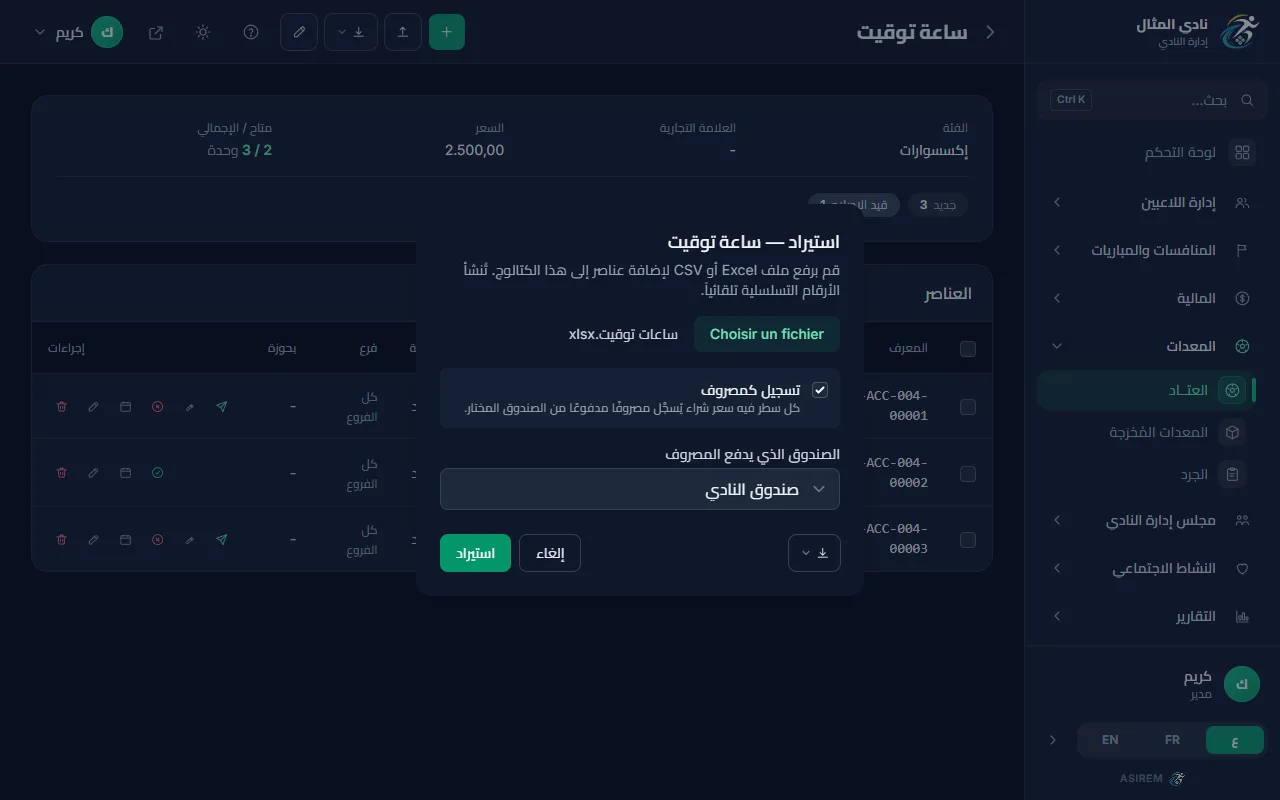 نادي المثال
إدارة النادي
بحث...
Ctrl K
لوحة التحكم
إدارة اللاعبين
المنافسات والمباريات
المالية
المعدات
العتــاد
المعدات المُخرَجة
الجرد
مجلس إدارة النادي
النشاط الاجتماعي
التقارير
كريم
مدير
ع
FR
EN
ASIREM
ساعة توقيت
ك
كريم
الفئة
العلامة التجارية
السعر
متاح / الإجمالي
إكسسوارات
-
2.500,00
2 / 3 وحدة
جديد 3
العناصر
المعرف
فرع
بحوزة
إجراءات
ACC-004-
00001
كل
الفروع
-
ACC-004-
00002
كل
الفروع
-
ACC-004-
00003
كل
الفروع
-
استيراد — ساعة توقيت
قم برفع ملف Excel أو CSV لإضافة عناصر إلى هذا الكتالوج. تُنشأ
الأرقام التسلسلية تلقائياً.
Choisir un fichier
ساعات توقيت.xlsx
تسجيل كمصروف
كل سطر فيه سعر شراء يُسجَّل مصروفًا مدفوعًا من الصندوق المختار.
الصندوق الذي يدفع المصروف
صندوق النادي
إلغاء
استيراد